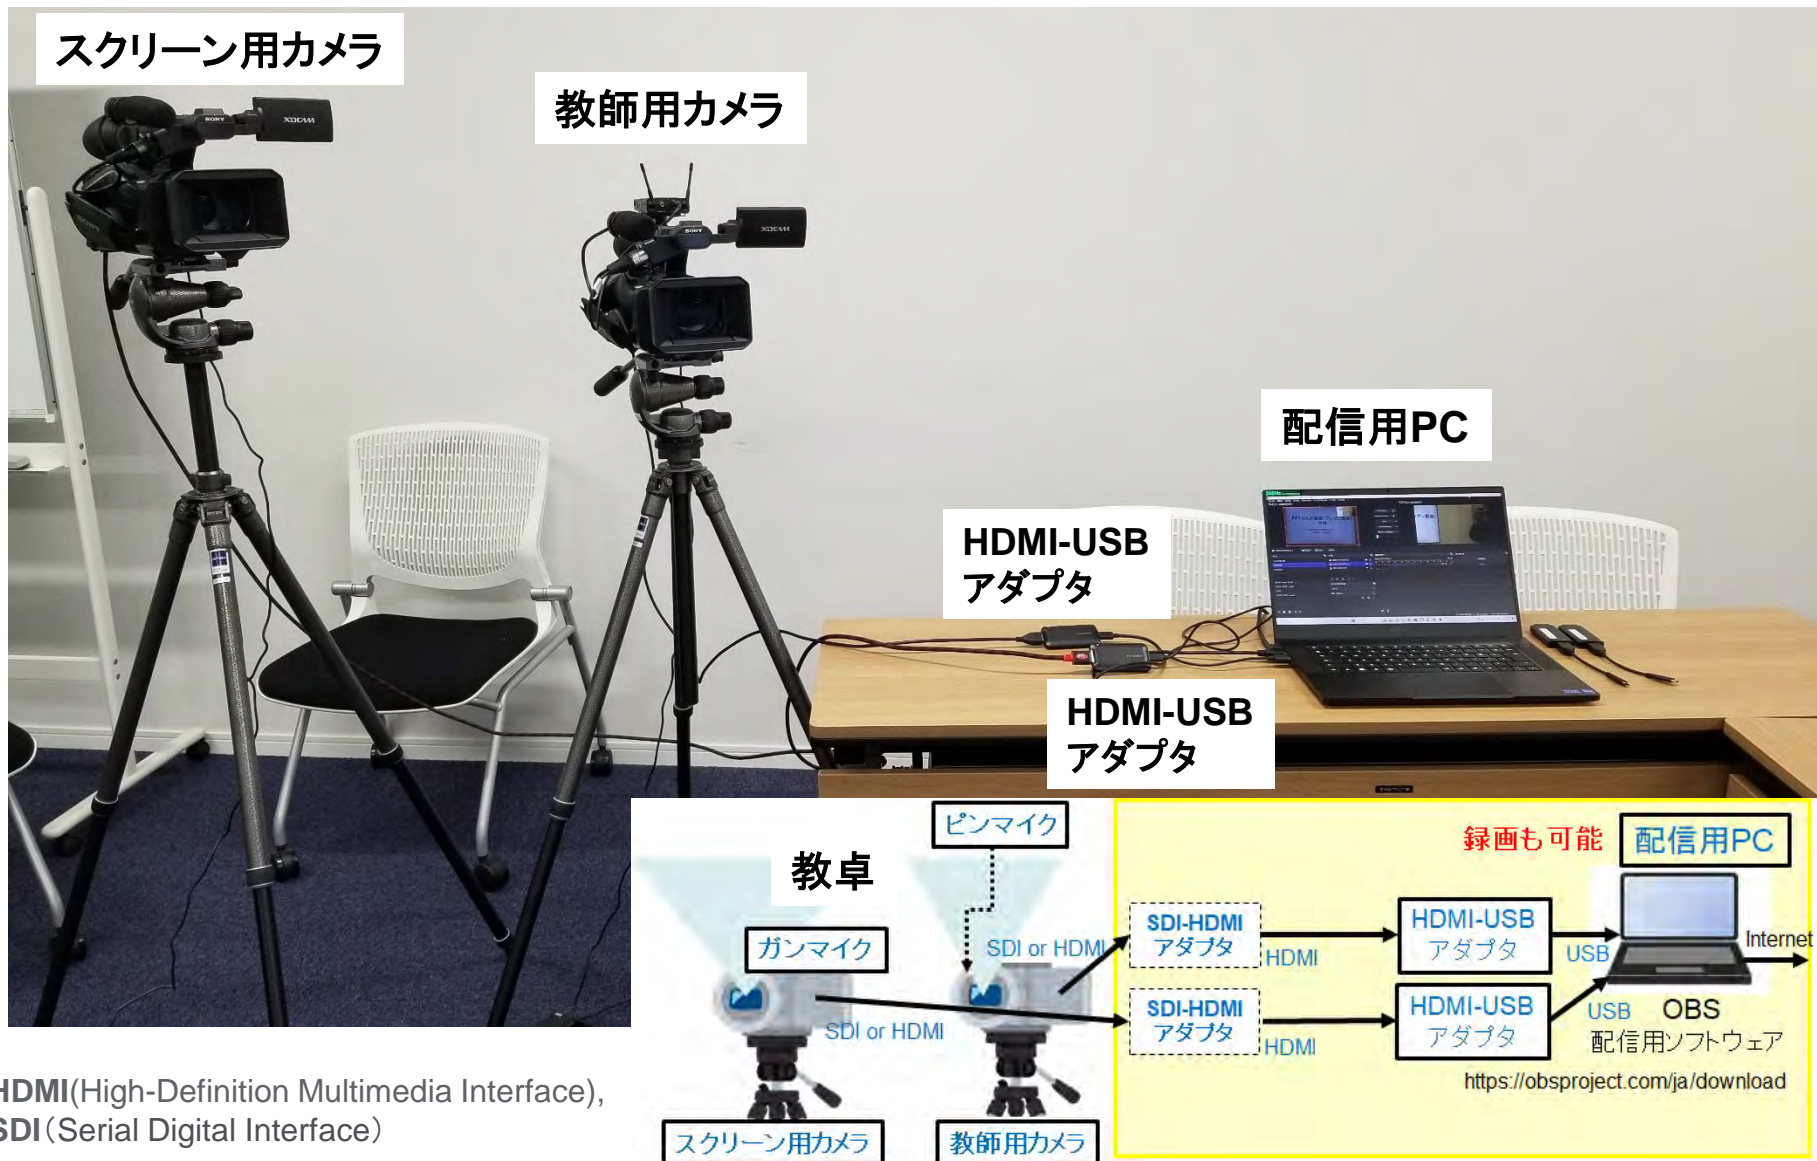 スクリーン用カメラ
教師用カメラ
SONY
XDCAM
SONY
SONY
XDCAM
配信用PC
HDMI-USB
アダプタ
HDMI-USB
アダプタ
ピンマイク
録画も可能
配信用PC
教卓
ガンマイク
SDI or HDMI
SDI-HDMI
アダプタ
HDMI
HDMI-USB
アダプタ
USB
Internet
SDI or HDMI
SDI-HDMI
アダプタ
HDMI
HDMI-USB
アダプタ
USB
OBS
配信用ソフトウェア
https://obsproject.com/ja/download
スクリーン用カメラ
教師用カメラ
HDMI(High-Definition Multimedia Interface),
SDI（Serial Digital Interface）